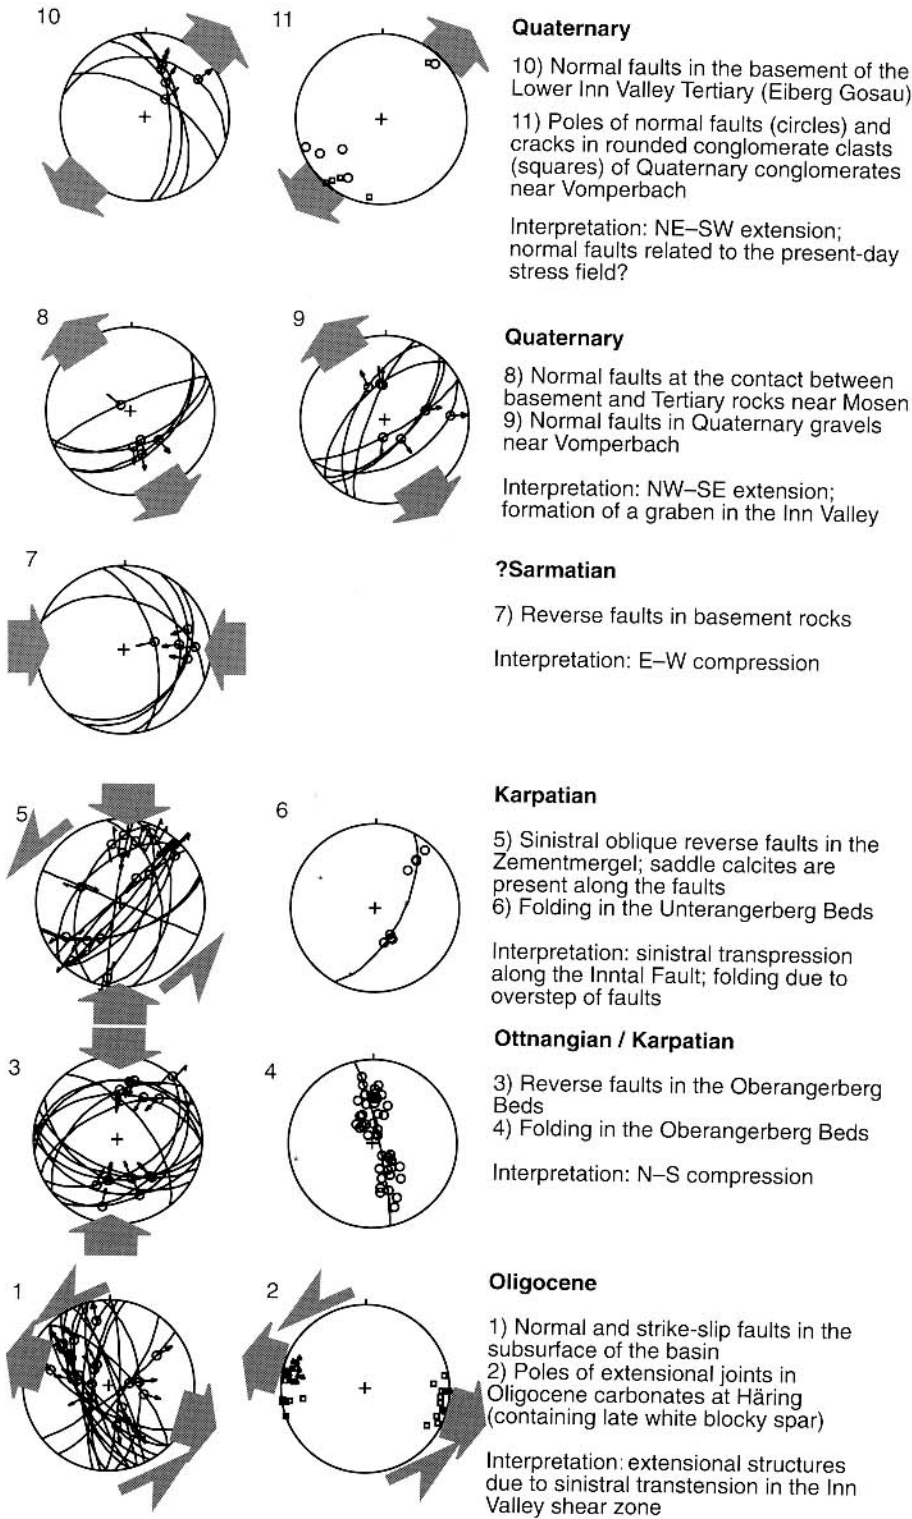 10
11
Quaternary
10) Normal faults in the basement of the
Lower Inn Valley Tertiary (Eiberg Gosau)
11) Poles of normal faults (circles) and
cracks in rounded conglomerate clasts
(squares) of Quaternary conglomerates
near Vomperbach
Interpretation: NE–SW extension;
normal faults related to the present-day
stress field?
8
9
Quaternary
8) Normal faults at the contact between
basement and Tertiary rocks near Mosen
9) Normal faults in Quaternary gravels
near Vomperbach
Interpretation: NW–SE extension;
formation of a graben in the Inn Valley
7
?Sarmatian
7) Reverse faults in basement rocks
Interpretation: E–W compression
5
6
Karpatian
5) Sinistral oblique reverse faults in the
Zementmergel; saddle calcites are
present along the faults
6) Folding in the Unterangerberg Beds
Interpretation: sinistral transpression
along the Inntal Fault; folding due to
overstep of faults
3
4
Ottnangian / Karpatian
3) Reverse faults in the Oberangerberg
Beds
4) Folding in the Oberangerberg Beds
Interpretation: N–S compression
1
2
Oligocene
1) Normal and strike-slip faults in the
subsurface of the basin
2) Poles of extensional joints in
Oligocene carbonates at Häring
(containing late white blocky spar)
Interpretation: extensional structures
due to sinistral transtension in the Inn
Valley shear zone